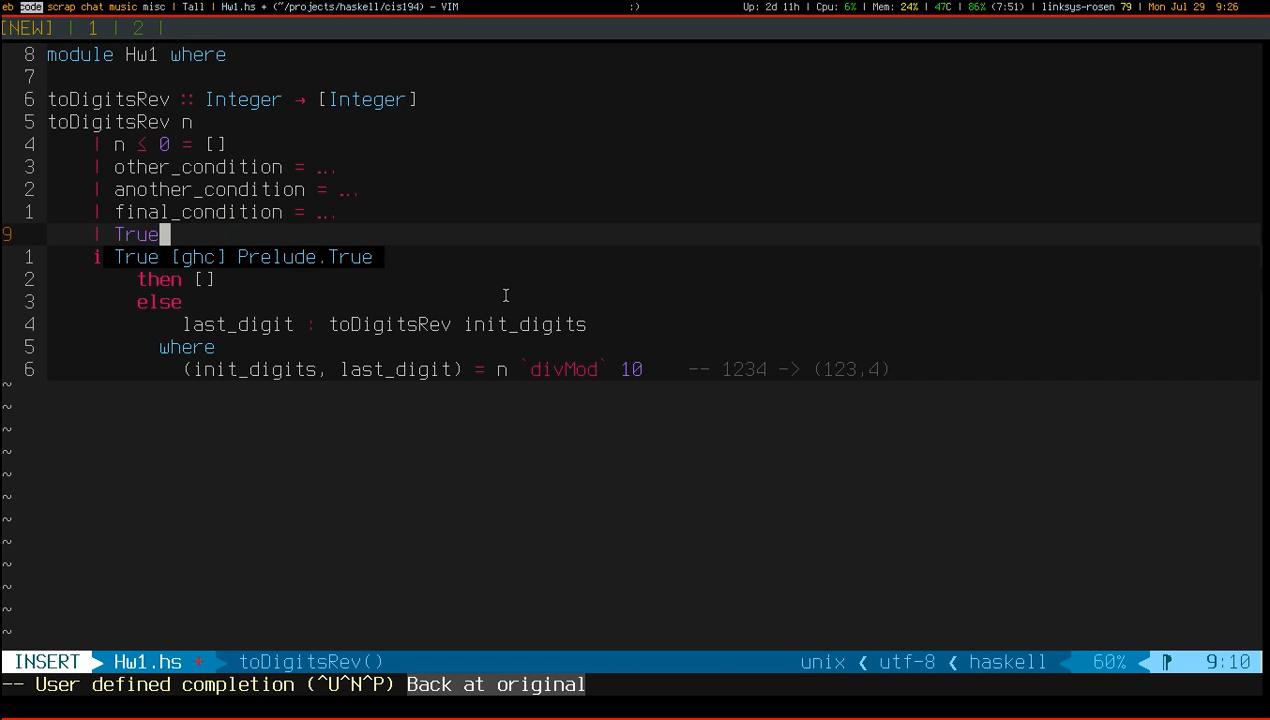 eb code scrap chat music misc | Tall | Hw1.hs + (~/projects/haskell/cis194) - VIM :) Up: 2d 11h | Cpu: 6% | Mem: 24% | 47C | 86% (7:51) | linksys-rosen 79 | Mon Jul 29 9:26
[NEW] | 1 | 2 |
8 module Hw1 where
7
6 toDigitsRev :: Integer → [Integer]
5 toDigitsRev n
4 | n ≤ 0 = []
3 | other_condition = ...
2 | another_condition = ...
1 | final_condition = ...
9 | True
1 i True [ghc] Prelude.True
2 then []
3 else
4 last_digit : toDigitsRev init_digits
5 where
6 (init_digits, last_digit) = n `divMod` 10 -- 1234 -> (123,4)
~
~
~
~
~
~
~
~
~
~
~
~
INSERT Hw1.hs + toDigitsRev() unix ❮ utf-8 ❮ haskell 60% 9:10
-- User defined completion (^U^N^P) Back at original